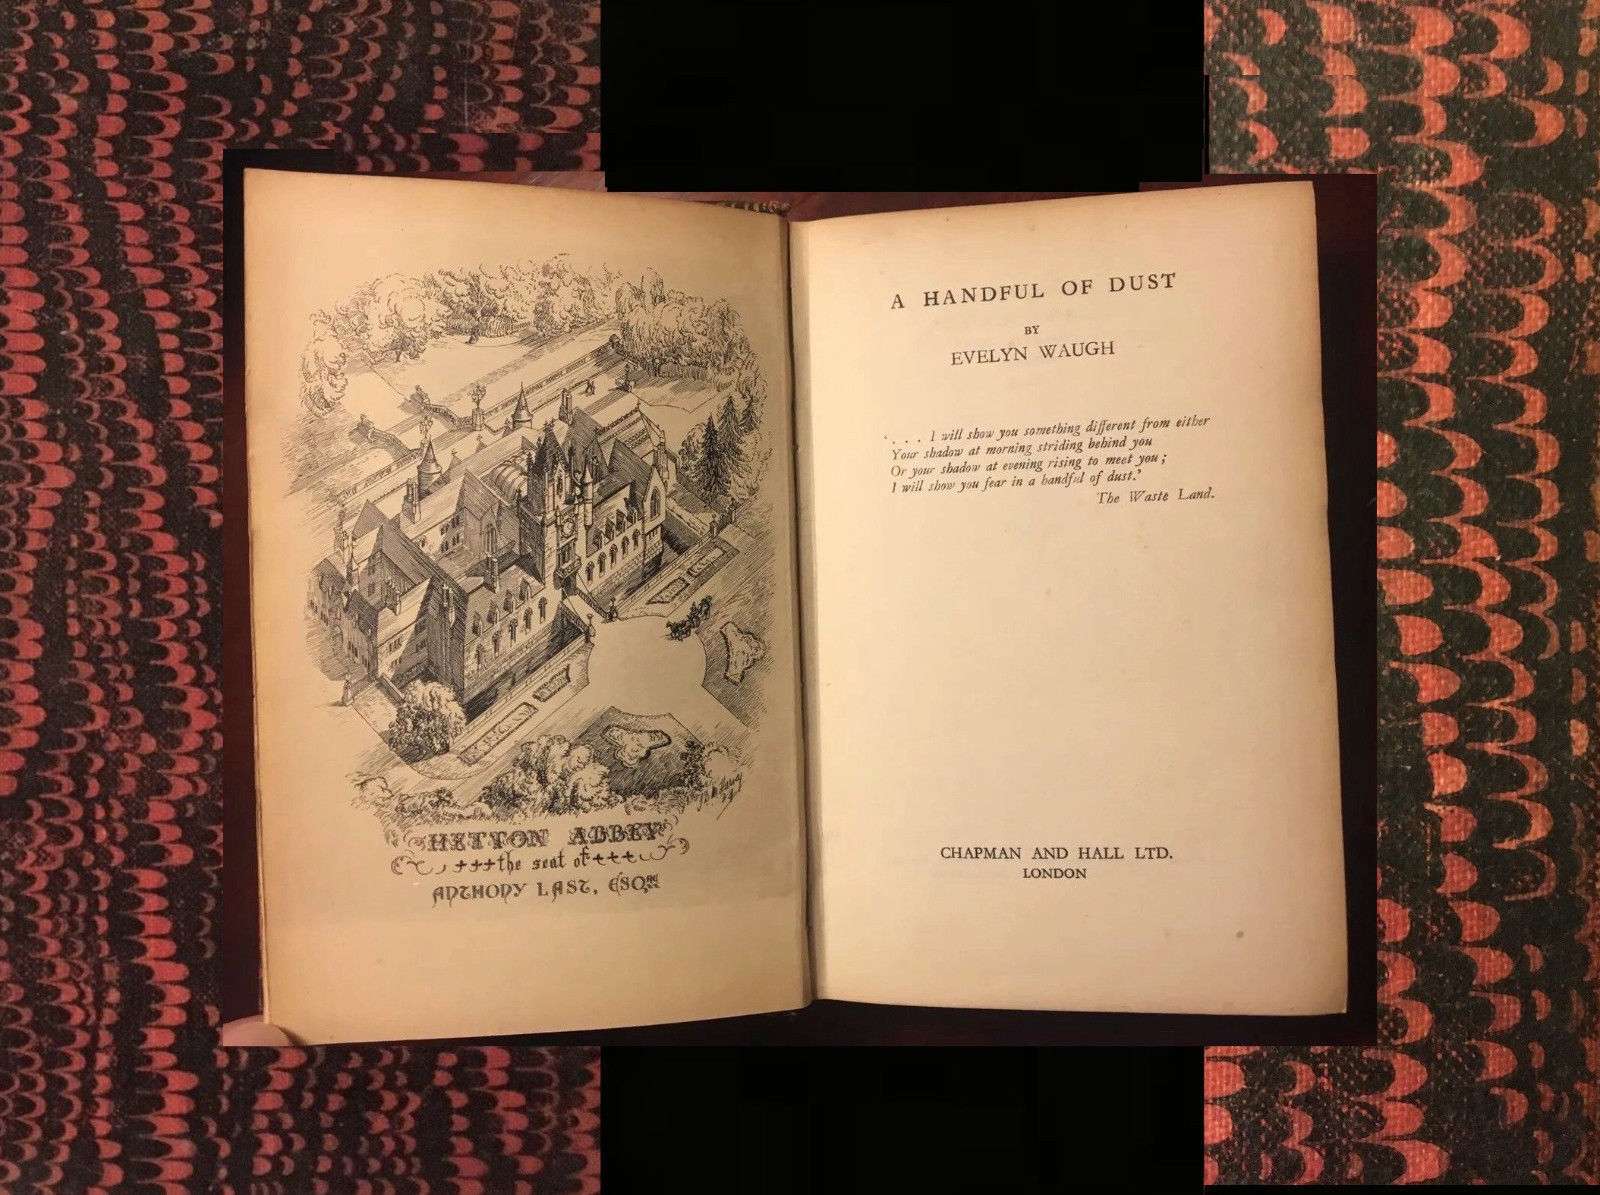 HETTON ABBEY
the seat of
ANTHONY LAST, ESQRE
A HANDFUL OF DUST
BY
EVELYN WAUGH
'. . . I will show you something different from either
Your shadow at morning striding behind you
Or your shadow at evening rising to meet you ;
I will show you fear in a handful of dust.'
The Waste Land.
CHAPMAN AND HALL LTD.
LONDON